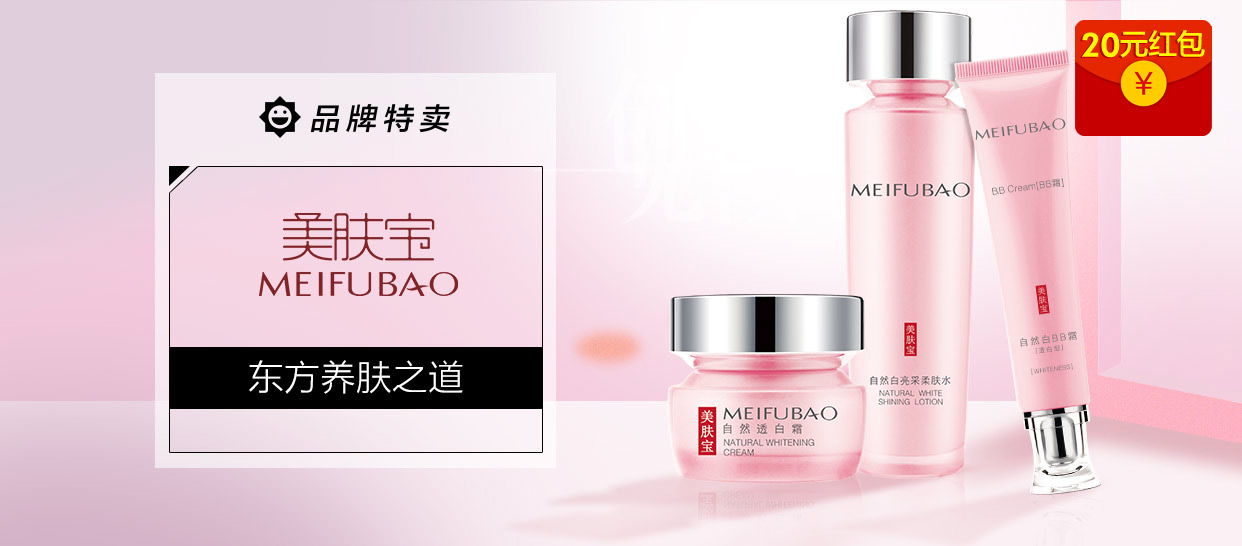 品牌特卖
美肤宝
MEIFUBAO
东方养肤之道
美肤宝
MEIFUBAO
自然透白霜
NATURAL WHITENING
CREAM
MEIFUBAO
美肤宝
自然白亮采柔肤水
NATURAL WHITE
SHINING LOTION
MEIFUBAO
BB Cream[BB霜]
美肤宝
自然白BB霜
[WHITENESS]
20元红包
¥